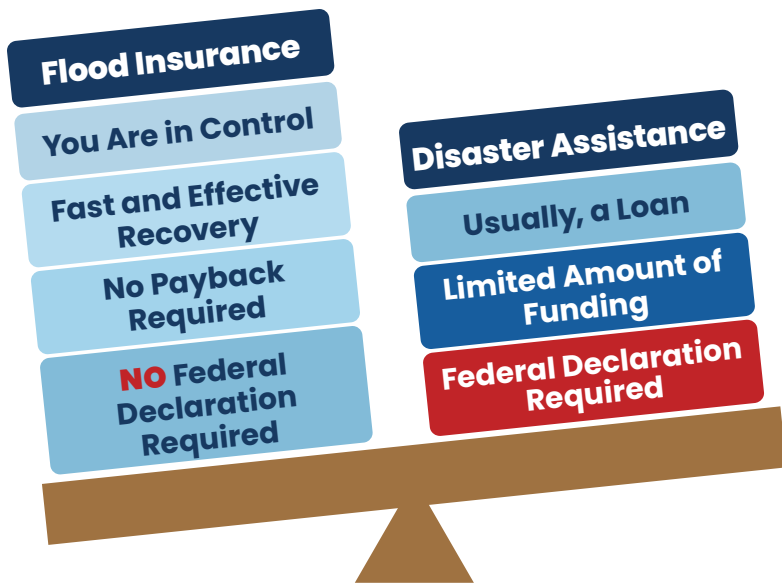 Flood Insurance
You Are in Control
Fast and Effective
Recovery
No Payback
Required
NO Federal
Declaration
Required
Disaster Assistance
Usually, a Loan
Limited Amount of
Funding
Federal Declaration
Required